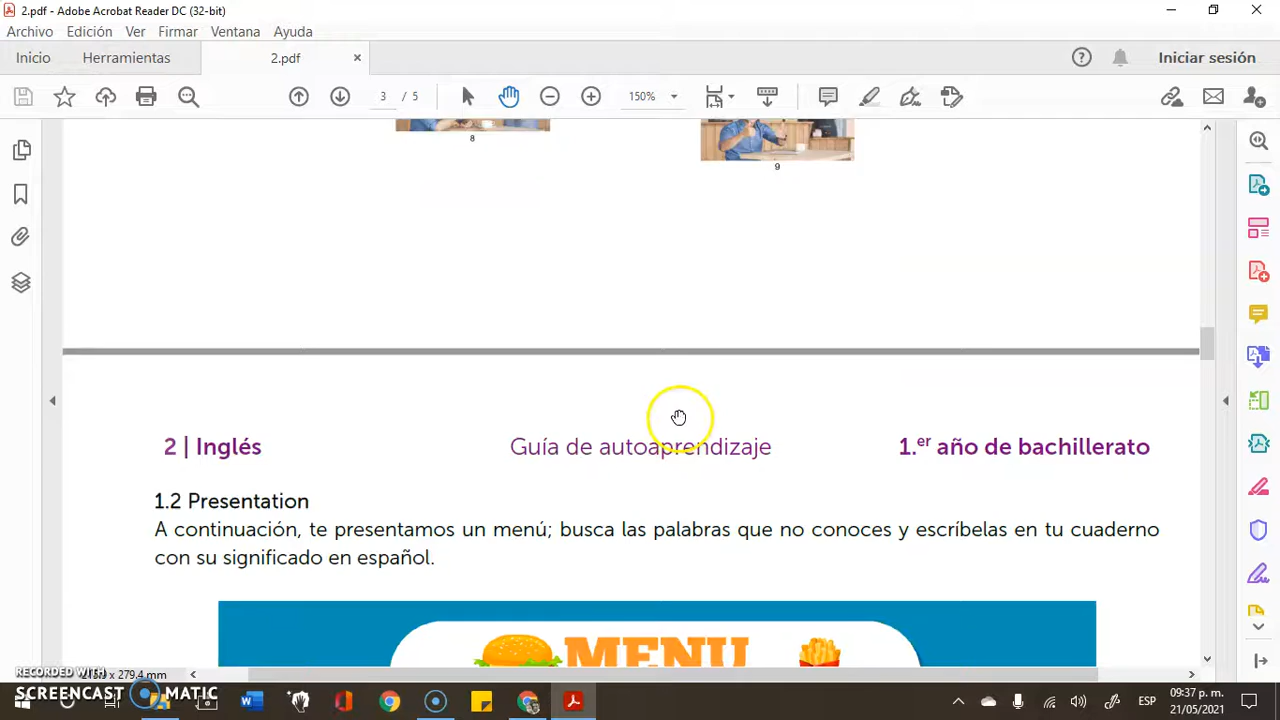 2.pdf - Adobe Acrobat Reader DC (32-bit)
Archivo Edición Ver Firmar Ventana Ayuda
Inicio Herramientas 2.pdf × Iniciar sesión
3 / 5 150%
8
9
2 | Inglés Guía de autoaprendizaje 1.er año de bachillerato
1.2 Presentation
A continuación, te presentamos un menú; busca las palabras que no conoces y escríbelas en tu cuaderno
con su significado en español.
MENU
RECORDED WITH
SCREENCAST MATIC
ESP
09:37 p. m.
21/05/2021